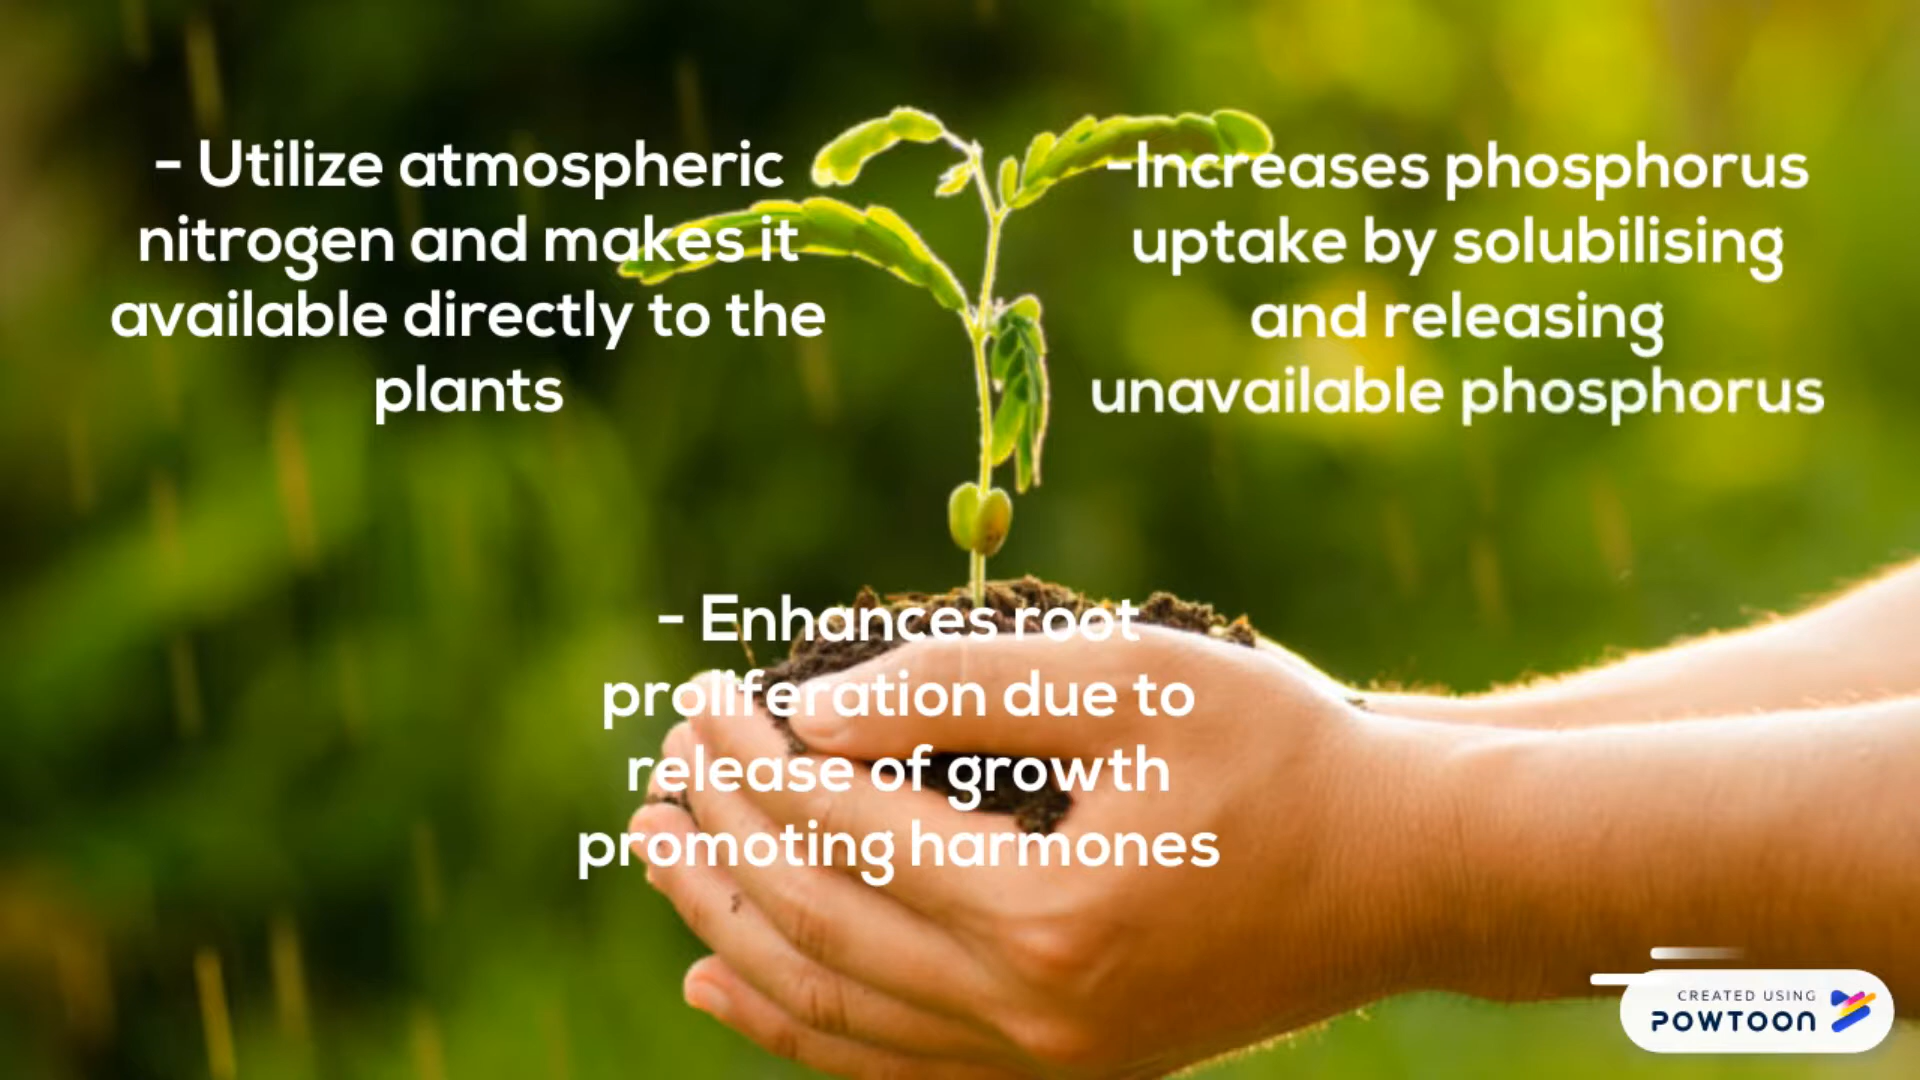 - Utilize atmospheric
nitrogen and makes it
available directly to the
plants
-Increases phosphorus
uptake by solubilising
and releasing
unavailable phosphorus
- Enhances root
proliferation due to
release of growth
promoting harmones
CREATED USING
POWTOON